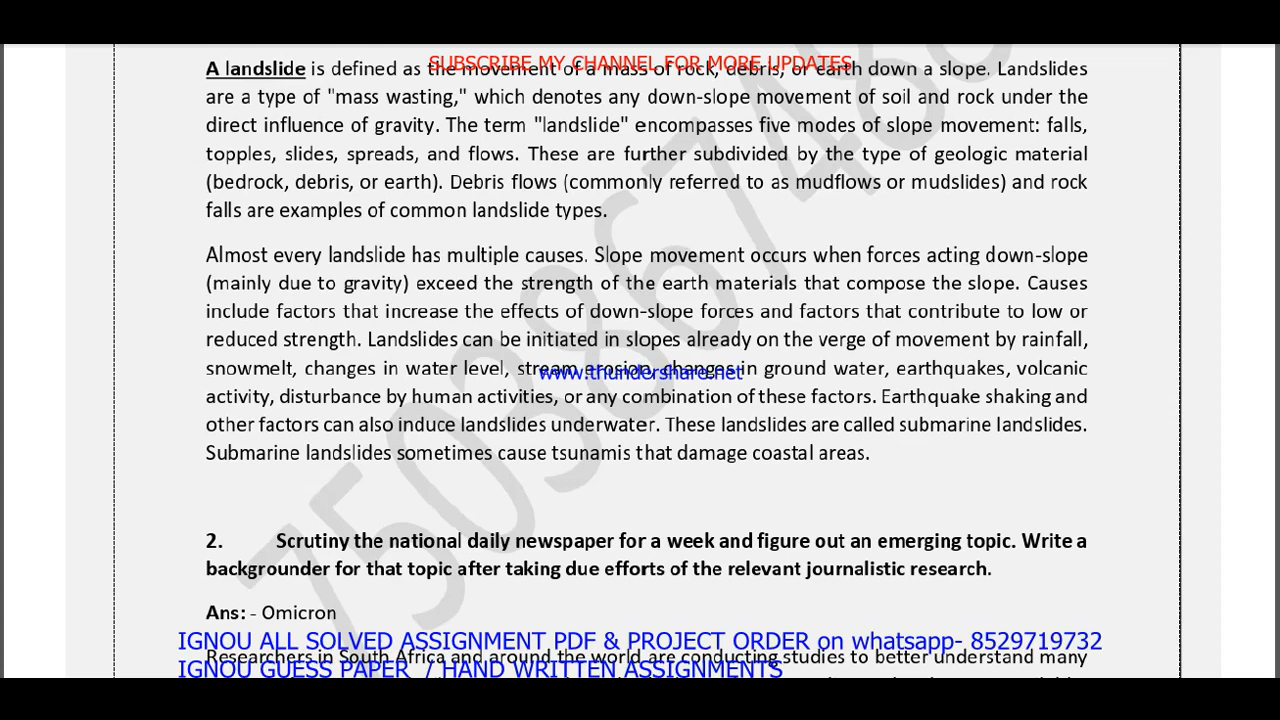 SUBSCRIBE MY CHANNEL FOR MORE UPDATES
A landslide is defined as the movement of a mass of rock, debris, or earth down a slope. Landslides
are a type of "mass wasting," which denotes any down-slope movement of soil and rock under the
direct influence of gravity. The term "landslide" encompasses five modes of slope movement: falls,
topples, slides, spreads, and flows. These are further subdivided by the type of geologic material
(bedrock, debris, or earth). Debris flows (commonly referred to as mudflows or mudslides) and rock
falls are examples of common landslide types.
Almost every landslide has multiple causes. Slope movement occurs when forces acting down-slope
(mainly due to gravity) exceed the strength of the earth materials that compose the slope. Causes
include factors that increase the effects of down-slope forces and factors that contribute to low or
reduced strength. Landslides can be initiated in slopes already on the verge of movement by rainfall,
snowmelt, changes in water level, stream erosion, changes in ground water, earthquakes, volcanic
www.thundershare.net
activity, disturbance by human activities, or any combination of these factors. Earthquake shaking and
other factors can also induce landslides underwater. These landslides are called submarine landslides.
Submarine landslides sometimes cause tsunamis that damage coastal areas.
2. Scrutiny the national daily newspaper for a week and figure out an emerging topic. Write a
backgrounder for that topic after taking due efforts of the relevant journalistic research.
Ans: - Omicron
IGNOU ALL SOLVED ASSIGNMENT PDF & PROJECT ORDER on whatsapp- 8529719732
Researchers in South Africa and around the world are conducting studies to better understand many
IGNOU GUESS PAPER / HAND WRITTEN ASSIGNMENTS